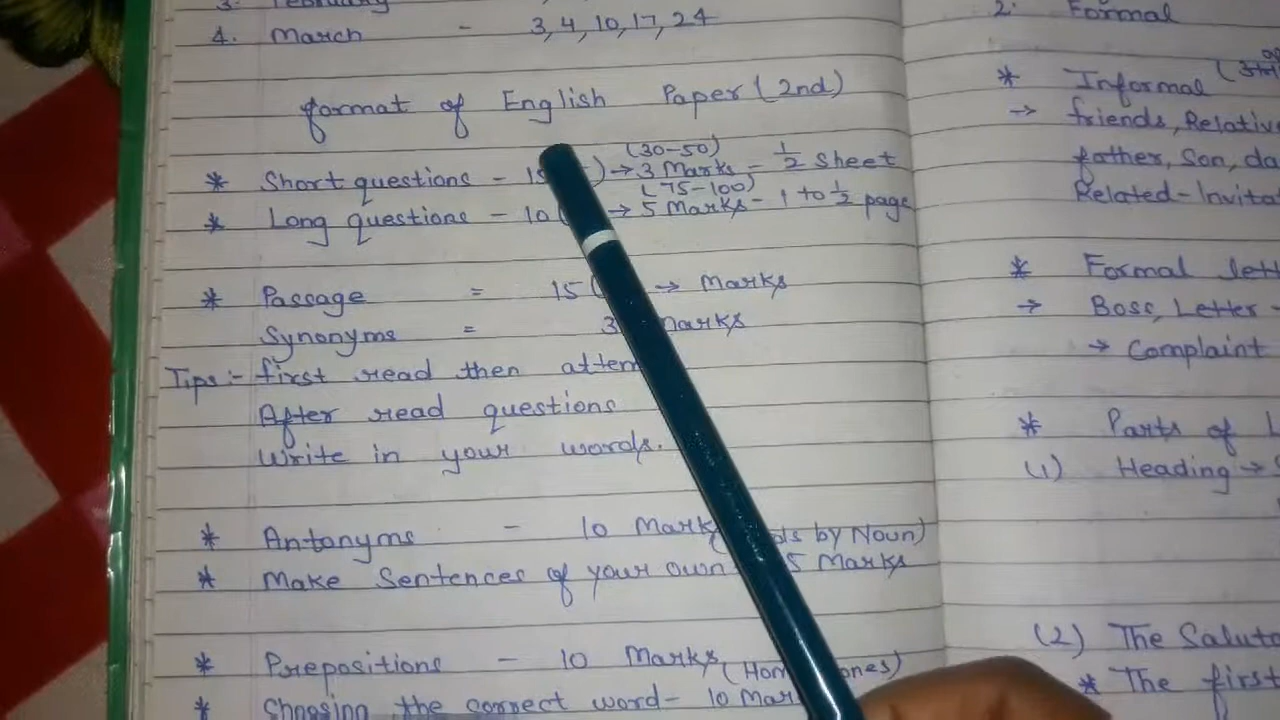 3. February
4. March - 3, 4, 10, 17, 24
format of English Paper (2nd)
(30-50)
* Short questions - 15 ) → 3 Marks - 1/2 Sheet
(75-100)
* Long questions - 10 ( → 5 Marks - 1 to 1/2 page
* Passage = 15 ( → Marks
Synonyms = 3 Marks
Tips:- first read then attem
After read questions
Write in your words.
* Antonyms - 10 Mark
by Noun)
* Make Sentences of your own 5 Marks
* Prepositions - 10 Marks
(Hom ones)
* Choosing the correct word - 10 Mar
2. Formal
* Informal (
→ friends, Relative
father, Son, da
Related - Invita
* Formal lett
→ Boss, Letter -
→ Complaint
* Parts of L
(1) Heading →
(2) The Saluta
* The first